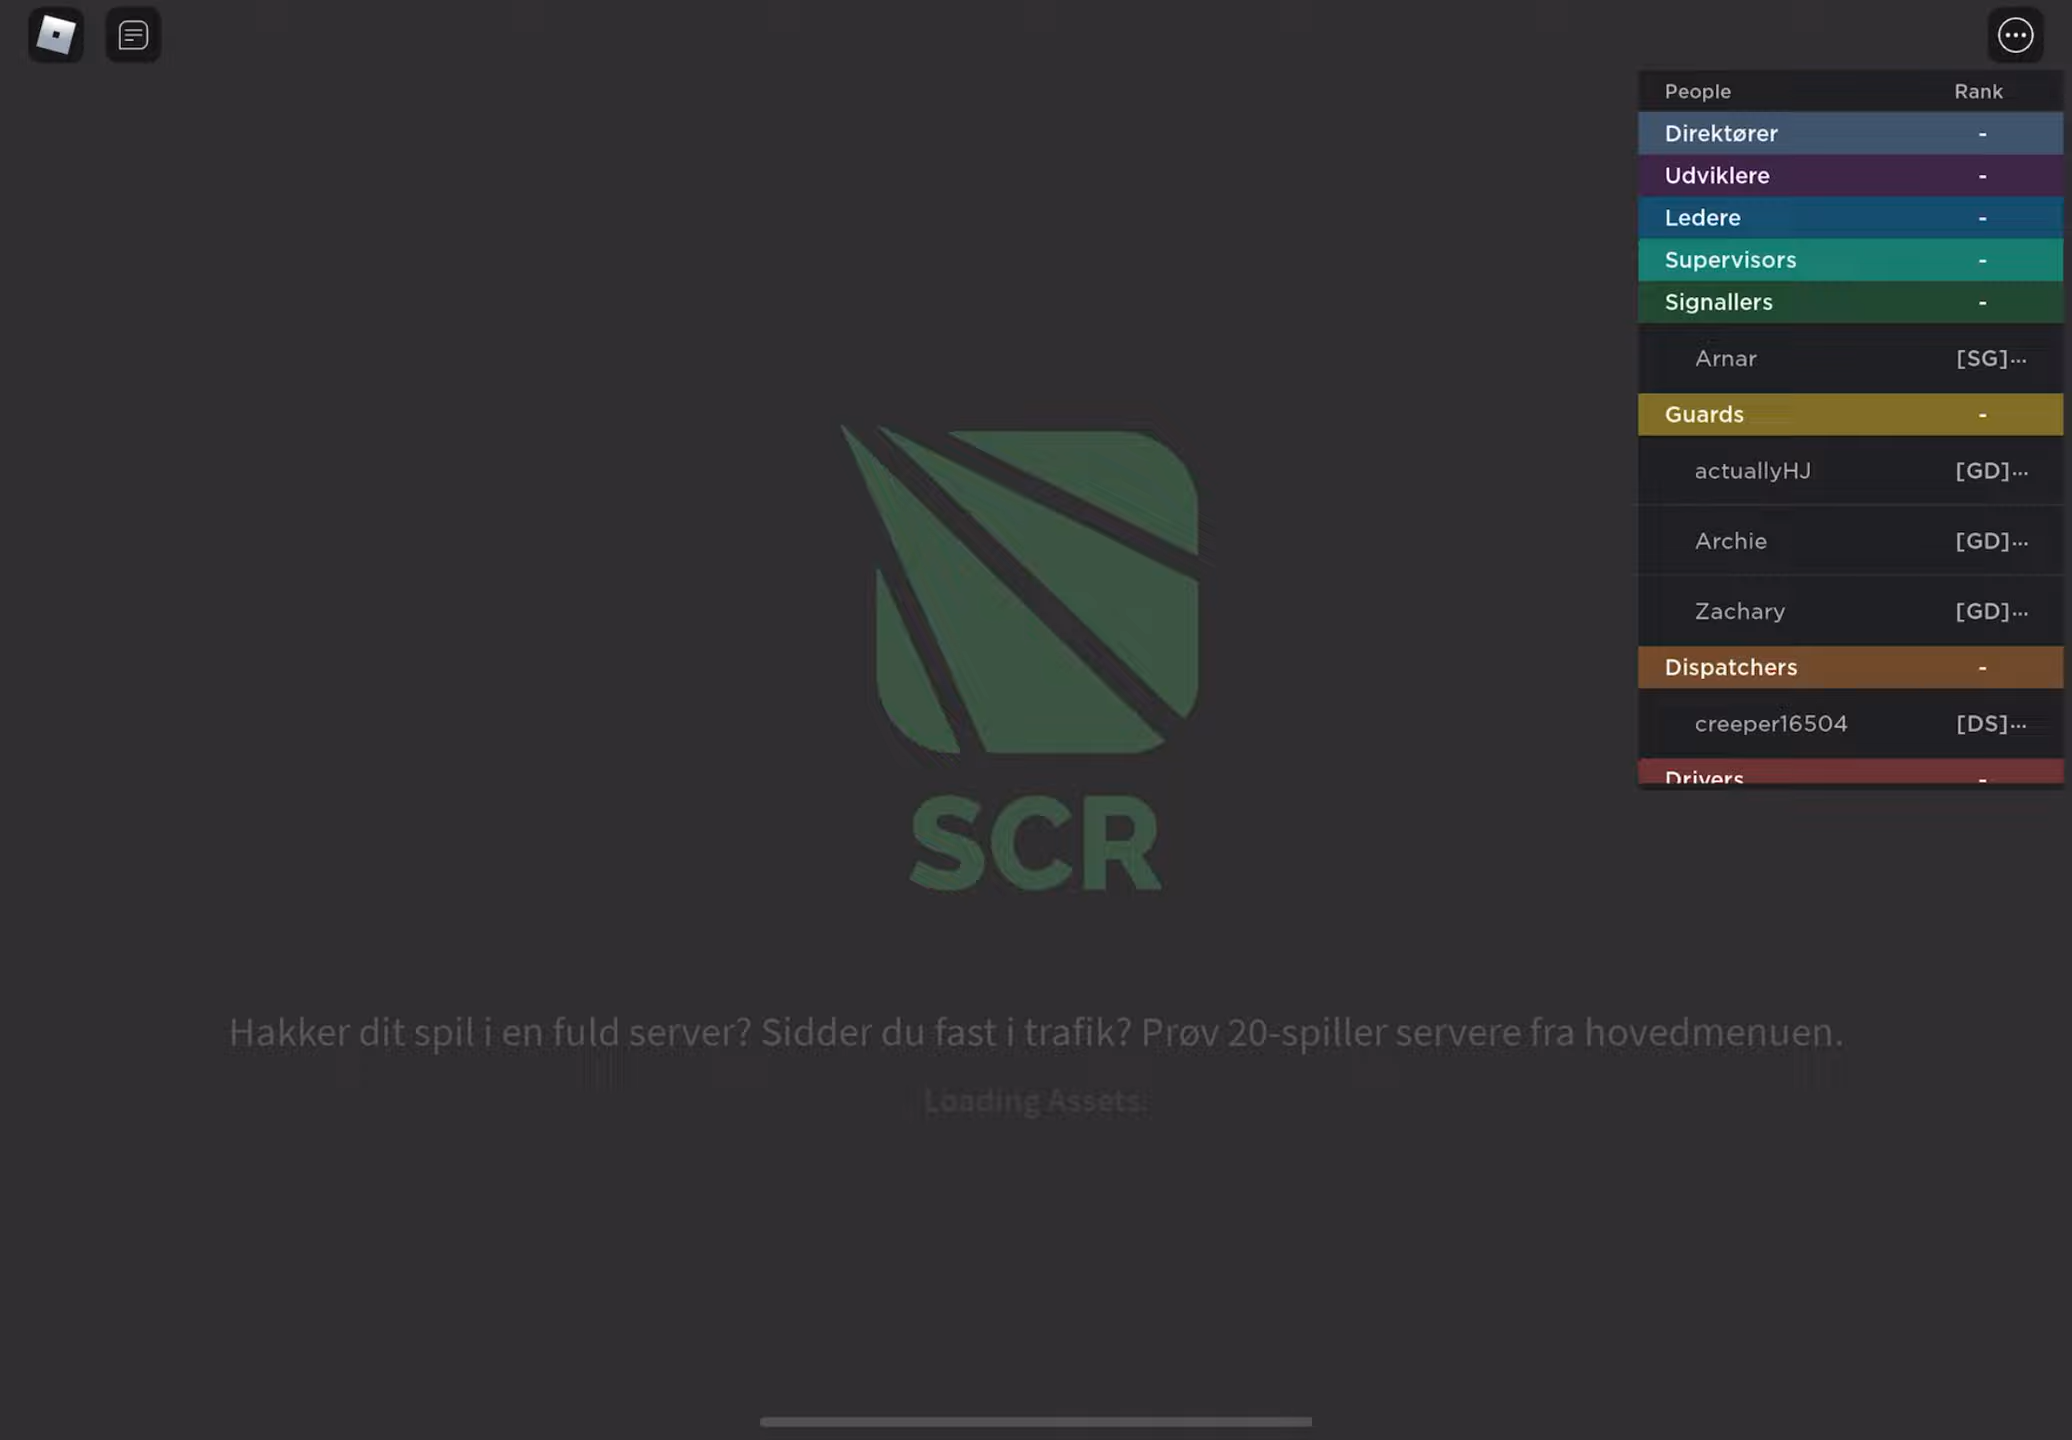 People Rank
Direktører -
Udviklere -
Ledere -
Supervisors -
Signallers -
Arnar [SG]...
Guards -
actuallyHJ [GD]...
Archie [GD]...
Zachary [GD]...
Dispatchers -
creeper16504 [DS]...
Drivers -
SCR
Hakker dit spil i en fuld server? Sidder du fast i trafik? Prøv 20-spiller servere fra hovedmenuen.
Loading Assets.